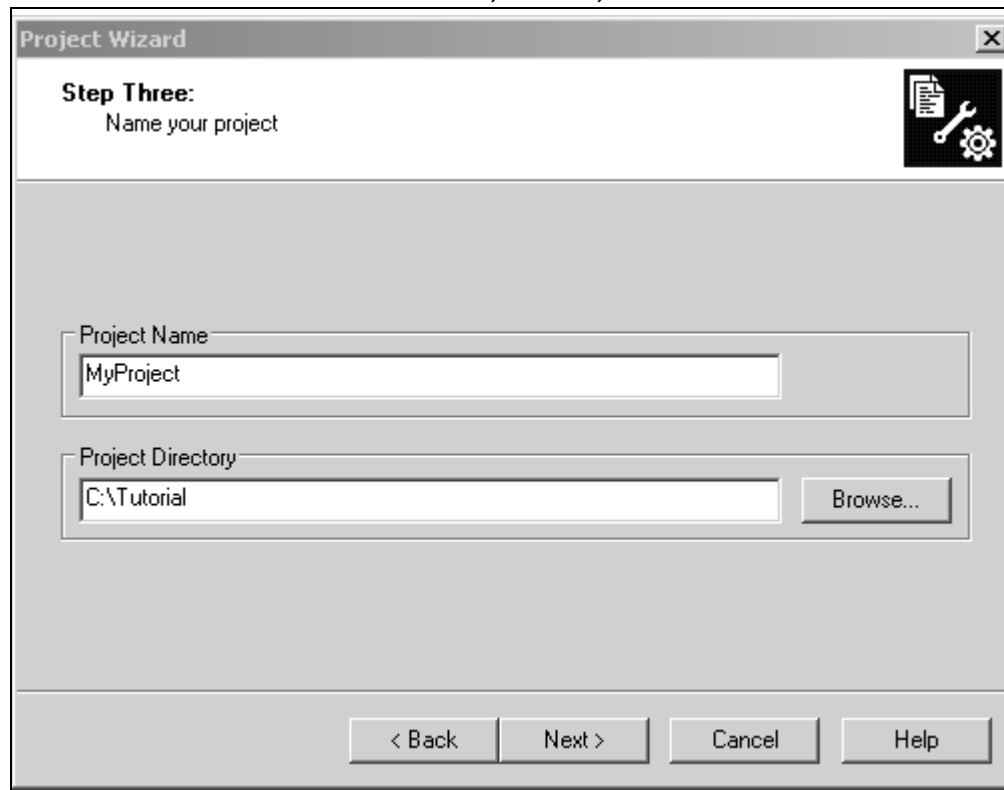 Project Wizard
Step Three:
Name your project
Project Name
MyProject
Project Directory
C:\Tutorial
Browse...
< Back
Next >
Cancel
Help